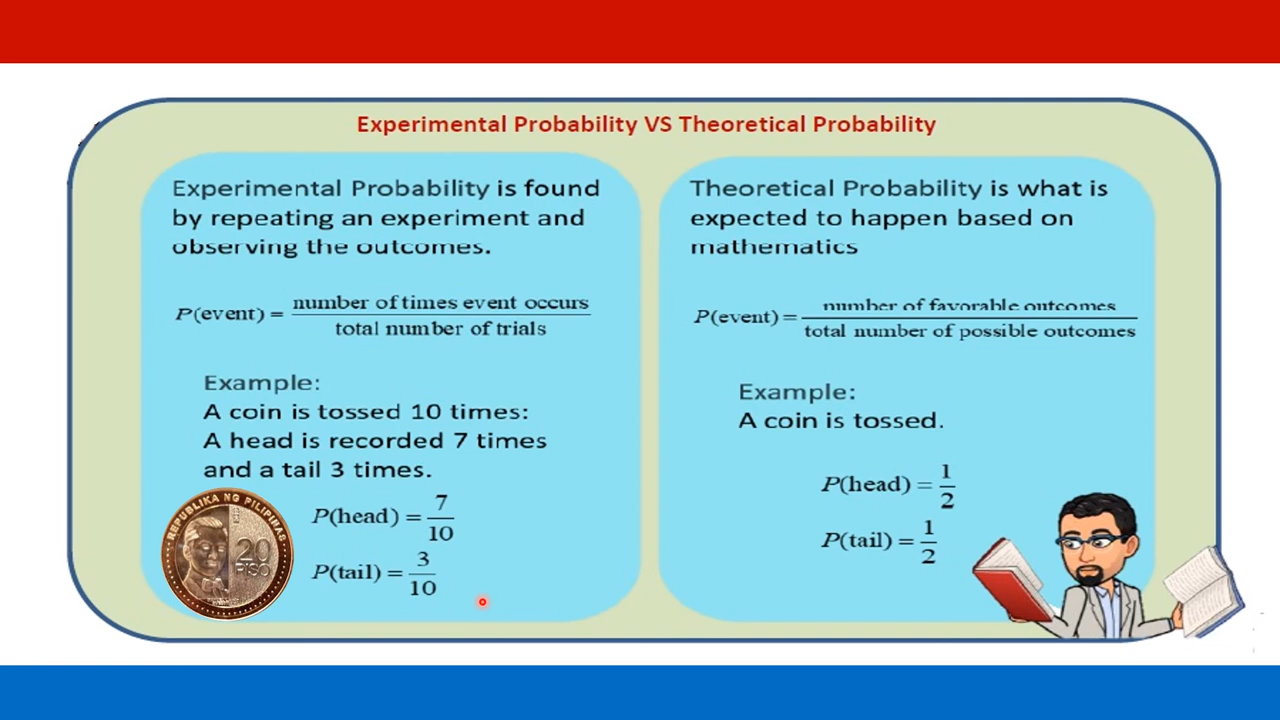 Experimental Probability VS Theoretical Probability
Experimental Probability is found
by repeating an experiment and
observing the outcomes.
P(event) = number of times event occurs
total number of trials
Example:
A coin is tossed 10 times:
A head is recorded 7 times
and a tail 3 times.
P(head) = 7/10
P(tail) = 3/10
REPUBLIKA NG PILIPINAS
20
PISO
Theoretical Probability is what is
expected to happen based on
mathematics
P(event) = number of favorable outcomes
total number of possible outcomes
Example:
A coin is tossed.
P(head) = 1/2
P(tail) = 1/2